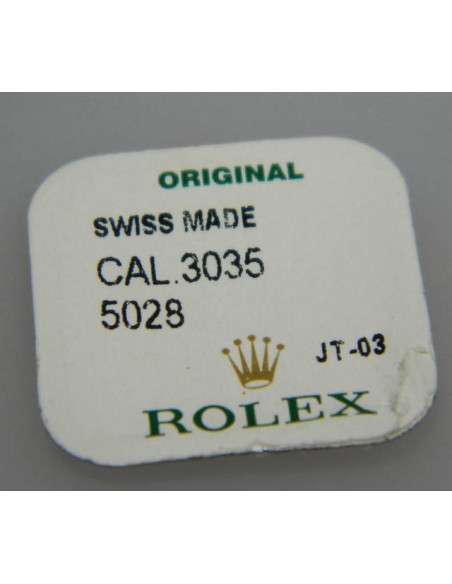 ORIGINAL
SWISS MADE
CAL.3035
5028
JT-03
ROLEX